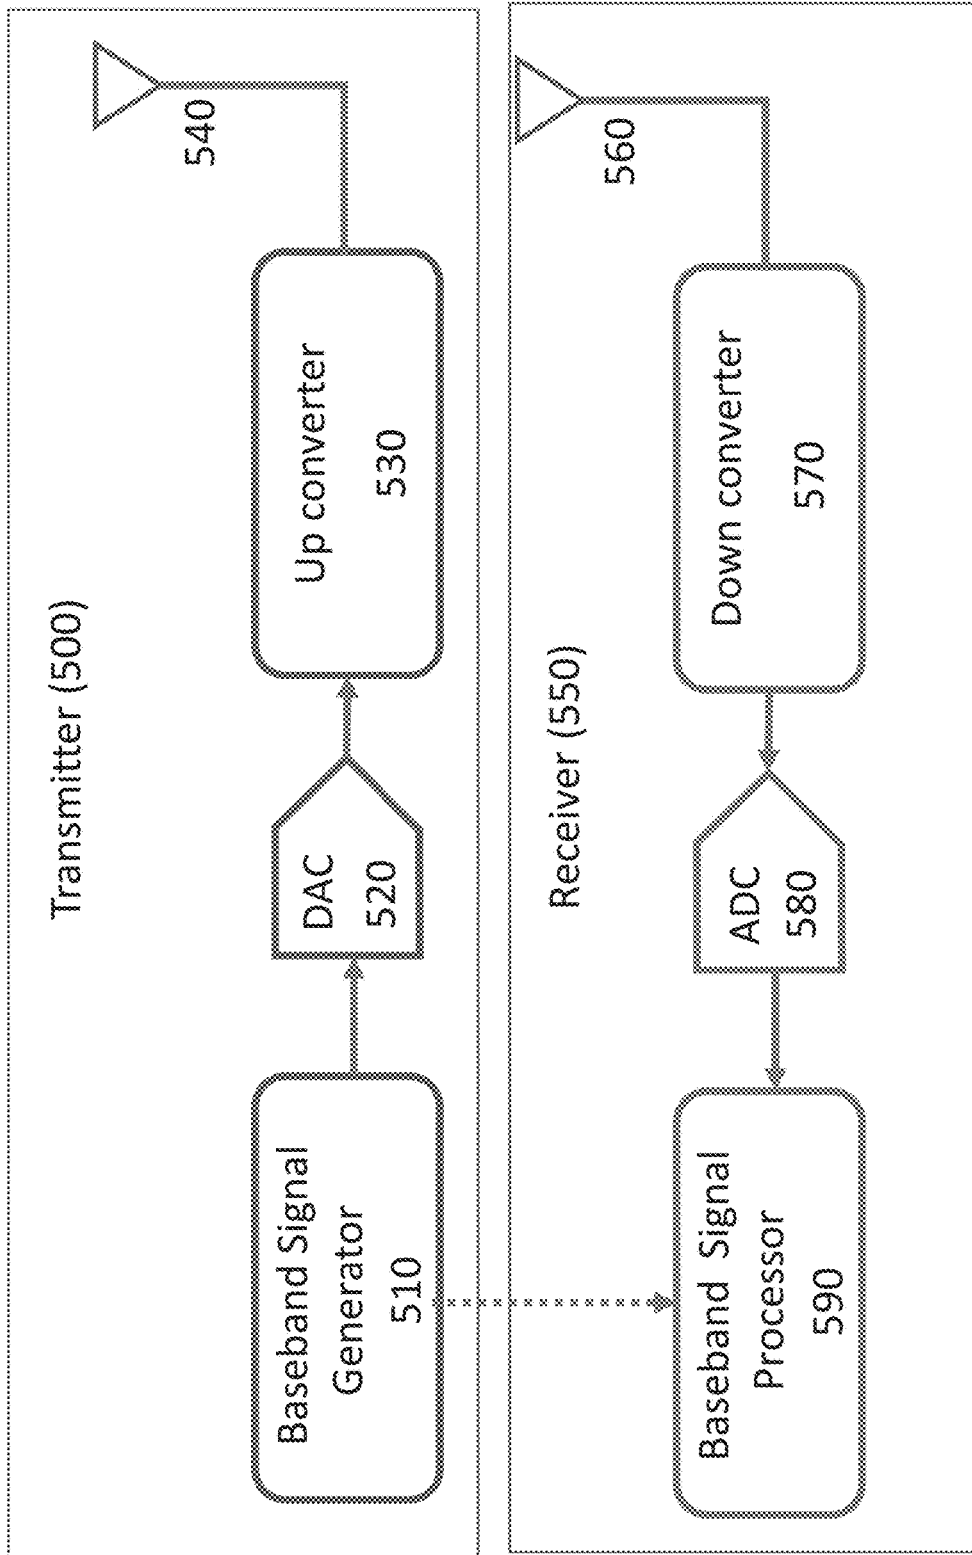 Transmitter (500)
Baseband Signal
Generator
510
DAC
520
Up converter
530
540
Receiver (550)
Baseband Signal
Processor
590
ADC
580
Down converter
570
560